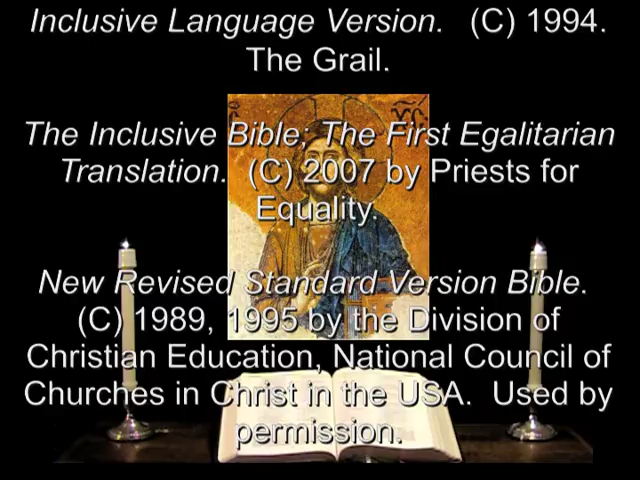 Inclusive Language Version. (C) 1994.
The Grail.
The Inclusive Bible; The First Egalitarian
Translation. (C) 2007 by Priests for
Equality.
New Revised Standard Version Bible.
(C) 1989, 1995 by the Division of
Christian Education, National Council of
Churches in Christ in the USA. Used by
permission.